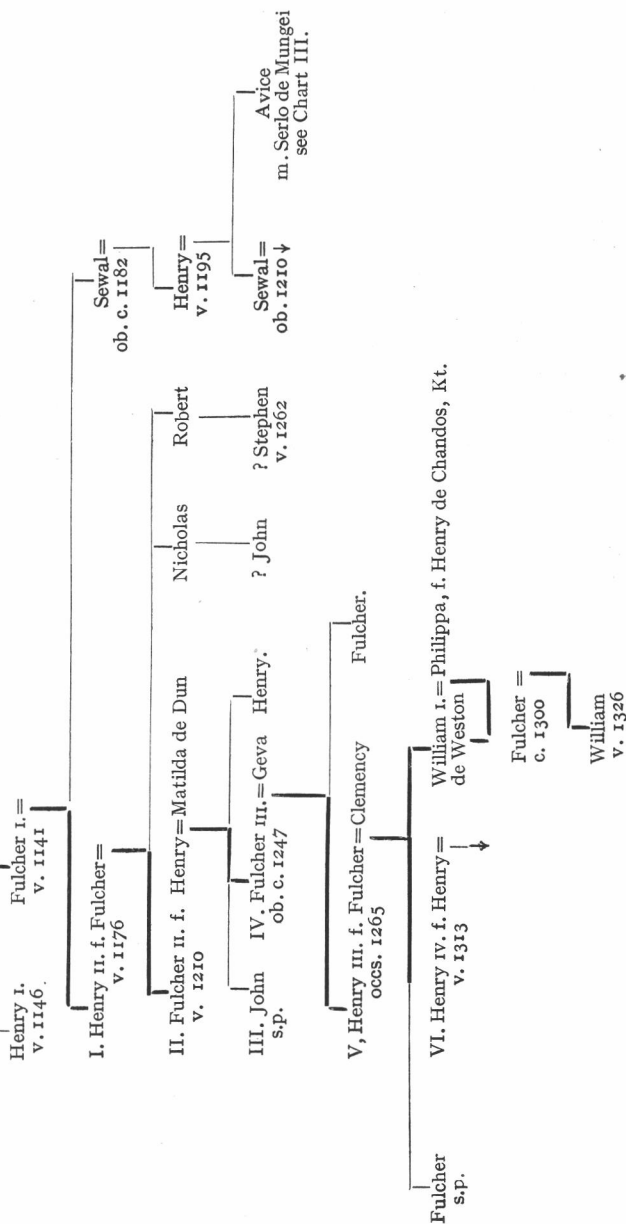 Henry I.
v. 1146.
Fulcher I. =
v. 1141
I. Henry II. f. Fulcher =
v. 1176
Sewal =
ob. c. 1182
II. Fulcher II. f. Henry = Matilda de Dun
v. 1210
Nicholas
Robert
Henry =
v. 1195
III. John
s.p.
IV. Fulcher III. = Geva
ob. c. 1247
Henry.
? John
? Stephen
v. 1262
Sewal =
ob. 1210
Avice
m. Serlo de Mungei
see Chart III.
V, Henry III. f. Fulcher = Clemency
occs. 1265
Fulcher.
Fulcher
s.p.
VI. Henry IV. f. Henry =
v. 1313
William I. = Philippa, f. Henry de Chandos, Kt.
de Weston
Fulcher =
c. 1300
William
v. 1326